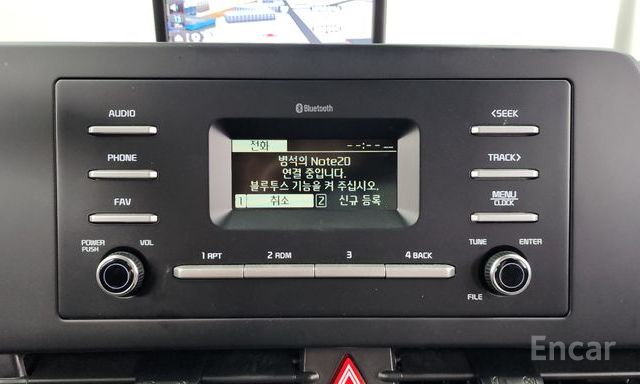 Bluetooth
AUDIO
PHONE
FAV
POWER
PUSH
VOL
전화
--:--
병석의 Note20
연결 중입니다.
블루투스 기능을 켜 주십시오.
1 취소 2 신규 등록
1 RPT 2 RDM 3 4 BACK
<SEEK
TRACK>
MENU
CLOCK
TUNE
ENTER
FILE
Encar